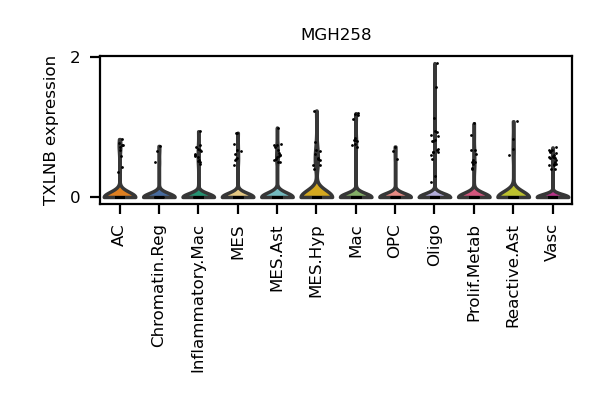 MGH258
TXLNB expression
2
0
AC
Chromatin.Reg
Inflammatory.Mac
MES
MES.Ast
MES.Hyp
Mac
OPC
Oligo
Prolif.Metab
Reactive.Ast
Vasc